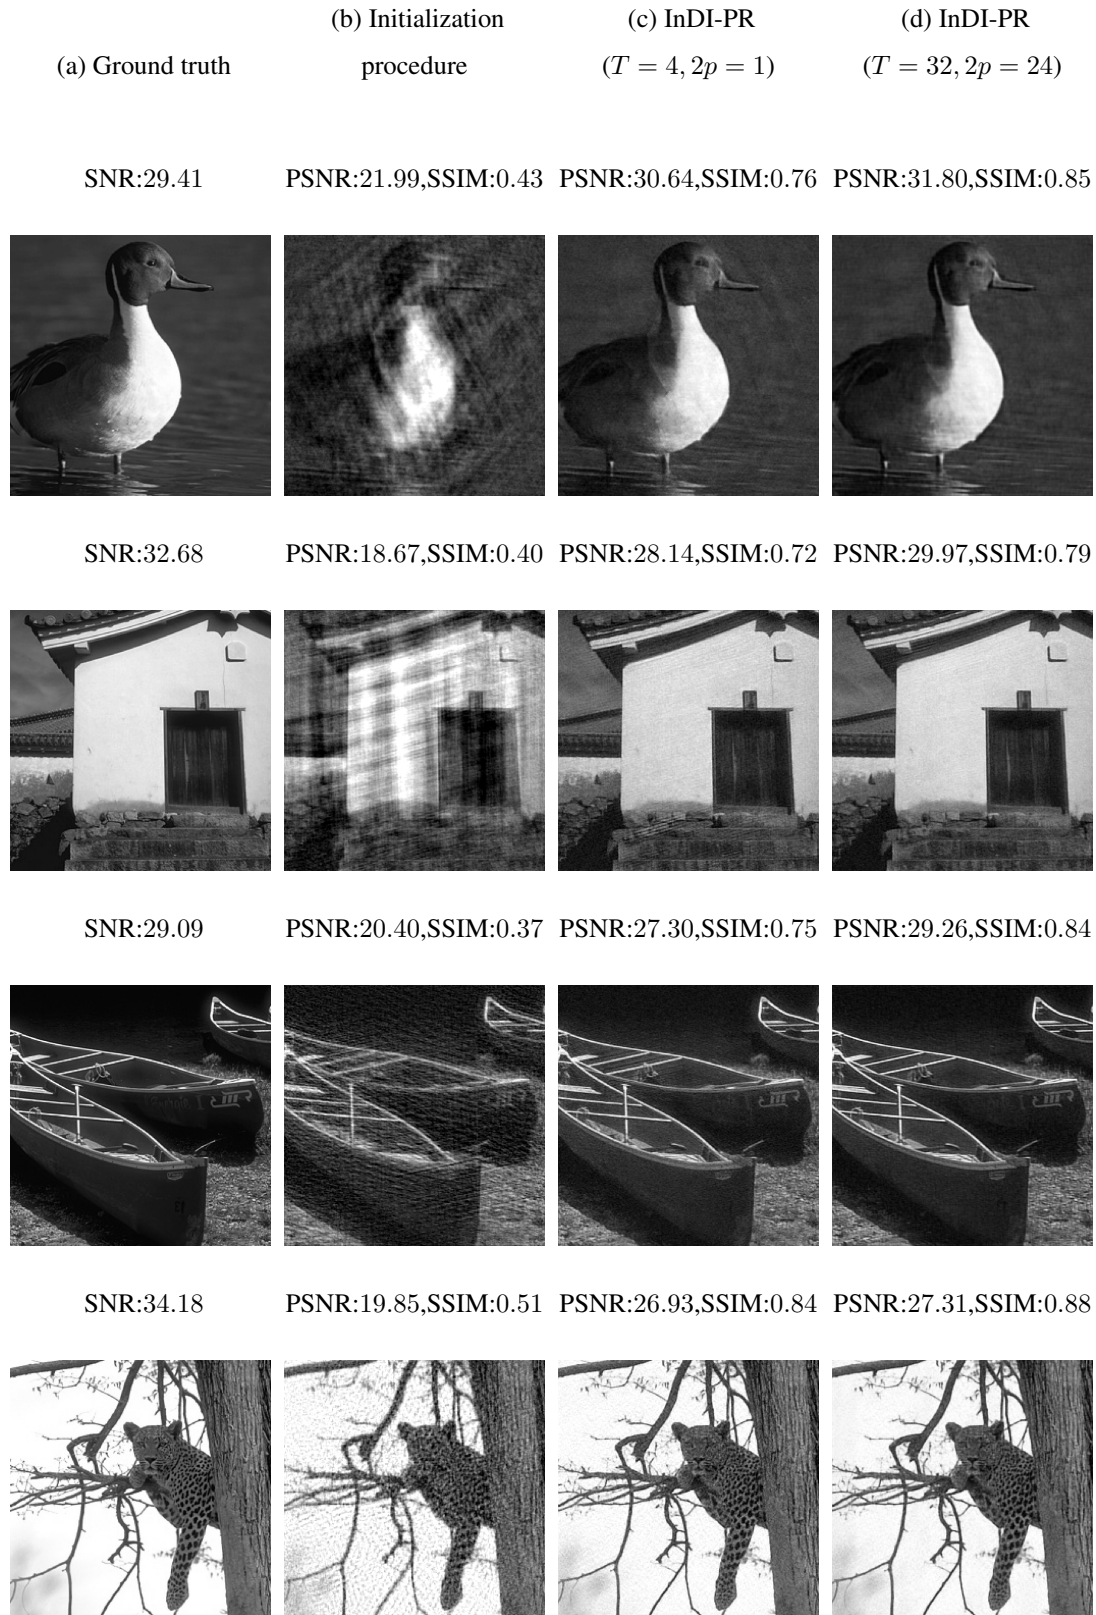 (b) Initialization (c) InDI-PR (d) InDI-PR
(a) Ground truth procedure (T = 4, 2p = 1) (T = 32, 2p = 24)
SNR:29.41 PSNR:21.99,SSIM:0.43 PSNR:30.64,SSIM:0.76 PSNR:31.80,SSIM:0.85
SNR:32.68 PSNR:18.67,SSIM:0.40 PSNR:28.14,SSIM:0.72 PSNR:29.97,SSIM:0.79
SNR:29.09 PSNR:20.40,SSIM:0.37 PSNR:27.30,SSIM:0.75 PSNR:29.26,SSIM:0.84
SNR:34.18 PSNR:19.85,SSIM:0.51 PSNR:26.93,SSIM:0.84 PSNR:27.31,SSIM:0.88